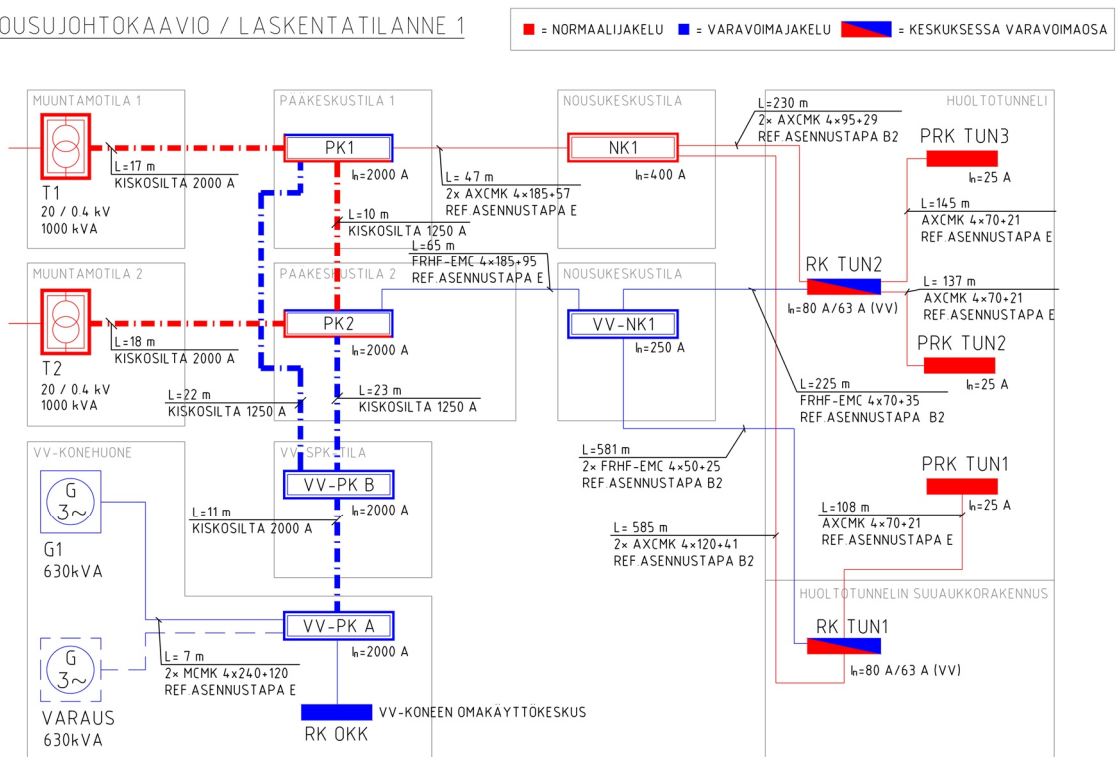 OUSUJOHTOKAAVIO / LASKENTATILANNE 1
= NORMAALIJAKELU
= VARAVOIMAJAKELU
= KESKUKSESSA VARAVOIMAOSA
MUUNTAMOTILA 1
T1
20 / 0.4 kV
1000 kVA
L=17 m
KISKOSILTA 2000 A
PÄÄKESKUSTILA 1
PK1
In=2000 A
L= 47 m
2x AXCMK 4×185+57
REF.ASENNUSTAPA E
L=10 m
KISKOSILTA 1250 A
NOUSUKESKUSTILA
NK1
In=400 A
L=230 m
2× AXCMK 4×95+29
REF.ASENNUSTAPA B2
HUOLTOTUNNELI
PRK TUN3
In=25 A
L=145 m
AXCMK 4×70+21
REF.ASENNUSTAPA E
MUUNTAMOTILA 2
T2
20 / 0.4 kV
1000 kVA
L=18 m
KISKOSILTA 2000 A
PÄÄKESKUSTILA 2
PK2
In=2000 A
L=65 m
FRHF-EMC 4×185+95
REF.ASENNUSTAPA E
L=22 m
KISKOSILTA 1250 A
L=23 m
KISKOSILTA 1250 A
NOUSUKESKUSTILA
VV-NK1
In=250 A
RK TUN2
In=80 A/63 A (VV)
L= 137 m
AXCMK 4×70+21
REF.ASENNUSTAPA E
PRK TUN2
In=25 A
L=225 m
FRHF-EMC 4×70+35
REF.ASENNUSTAPA B2
VV-KONEHUONE
G
3~
G1
630kVA
VV-SPK-TILA
VV-PK B
In=2000 A
L=11 m
KISKOSILTA 2000 A
L=581 m
2× FRHF-EMC 4×50+25
REF.ASENNUSTAPA B2
L= 585 m
2× AXCMK 4×120+41
REF.ASENNUSTAPA B2
PRK TUN1
In=25 A
L=108 m
AXCMK 4×70+21
REF.ASENNUSTAPA E
HUOLTOTUNNELIN SUUAUKKORAKENNUS
RK TUN1
In=80 A/63 A (VV)
VV-PK A
In=2000 A
G
3~
VARAUS
630kVA
L= 7 m
2× MCMK 4x240+120
REF.ASENNUSTAPA E
VV-KONEEN OMAKÄYTTÖKESKUS
RK OKK